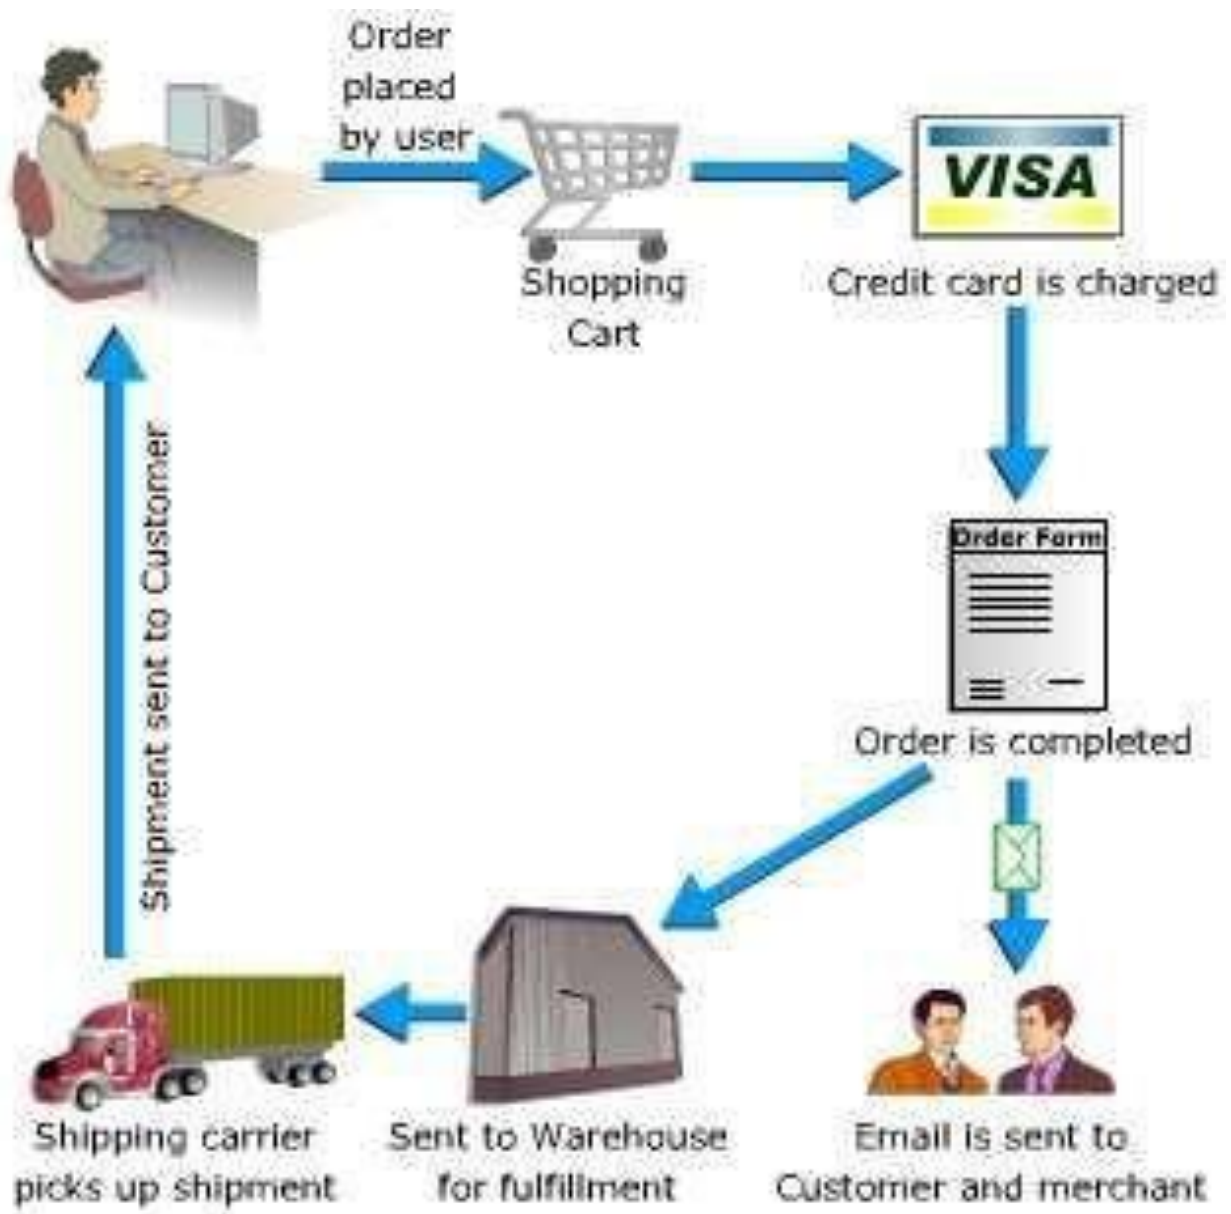 Order
placed
by user
VISA
Shopping
Cart
Credit card is charged
Order Form
Order is completed
Shipment sent to Customer
Shipping carrier
picks up shipment
Sent to Warehouse
for fulfillment
Email is sent to
Customer and merchant